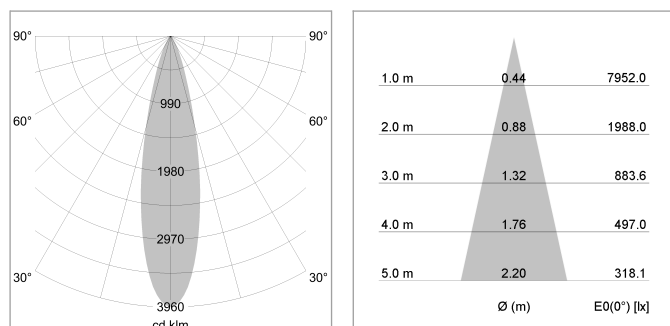 90° 90°
990
60° 60°
1980
2970
30° 30°
3960
cd klm
1.0 m 0.44 7952.0
2.0 m 0.88 1988.0
3.0 m 1.32 883.6
4.0 m 1.76 497.0
5.0 m 2.20 318.1
Ø (m) E0(0°) [lx]